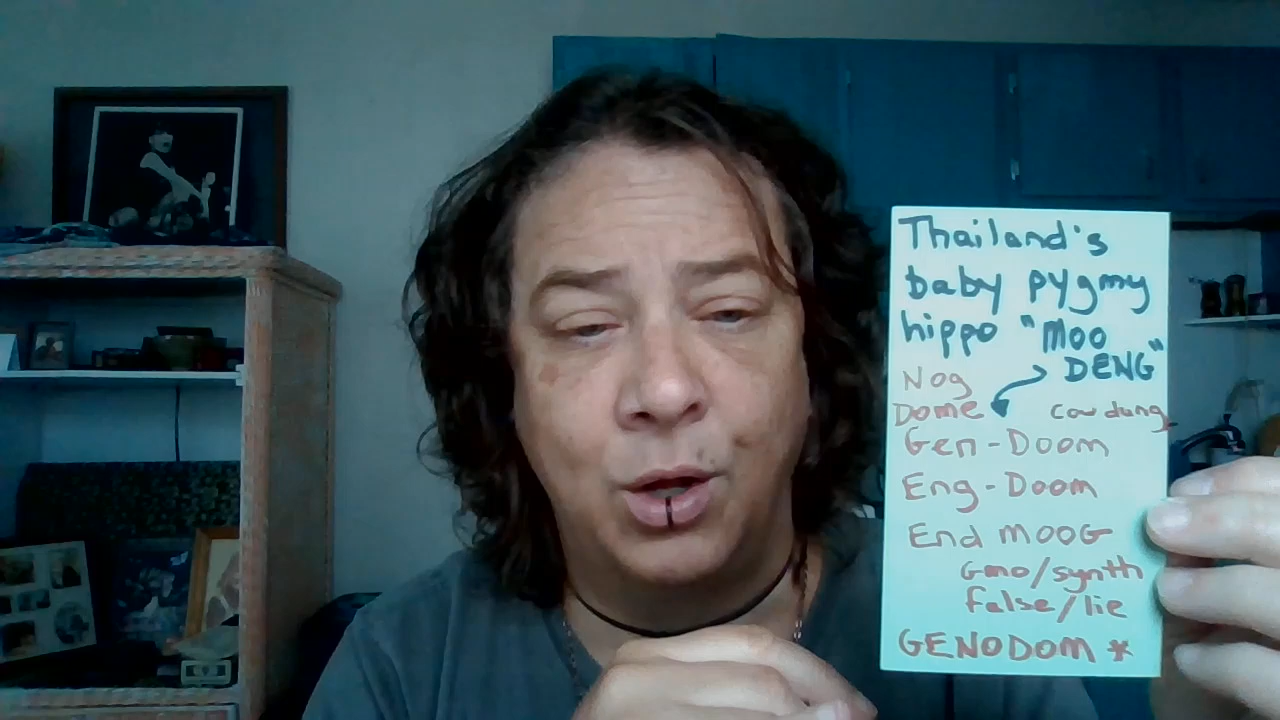 Thailand's
baby pygmy
hippo "MOO
DENG"
Nog
Dome cow dung
Gen-Doom
Eng-Doom
End MOOG
Gmo/synth
false/lie
GENODOM *